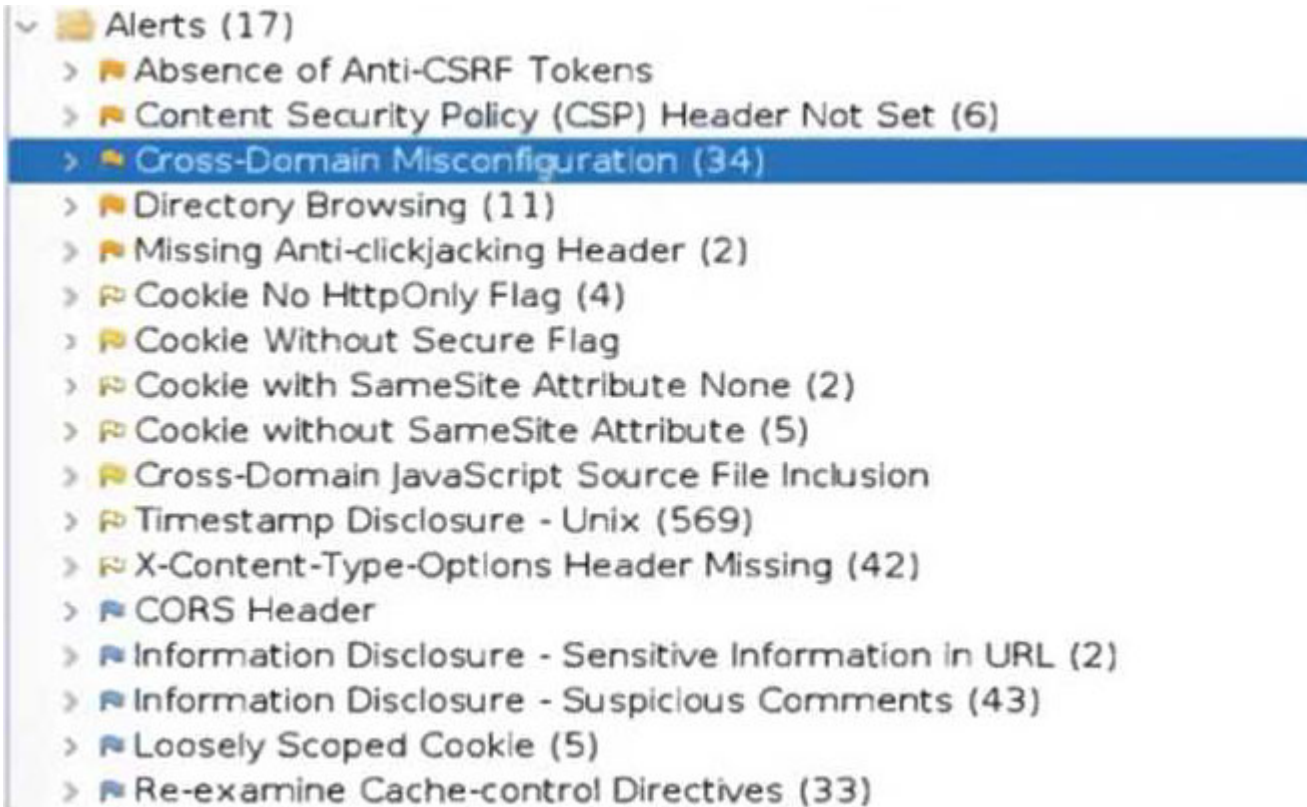 Alerts (17)
Absence of Anti-CSRF Tokens
Content Security Policy (CSP) Header Not Set (6)
Cross-Domain Misconfiguration (34)
Directory Browsing (11)
Missing Anti-clickjacking Header (2)
Cookie No HttpOnly Flag (4)
Cookie Without Secure Flag
Cookie with SameSite Attribute None (2)
Cookie without SameSite Attribute (5)
Cross-Domain JavaScript Source File Inclusion
Timestamp Disclosure - Unix (569)
X-Content-Type-Options Header Missing (42)
CORS Header
Information Disclosure - Sensitive Information in URL (2)
Information Disclosure - Suspicious Comments (43)
Loosely Scoped Cookie (5)
Re-examine Cache-control Directives (33)